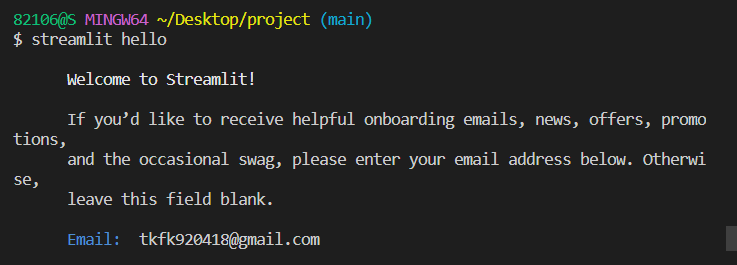 82106@S MINGW64 ~/Desktop/project (main)
$ streamlit hello
Welcome to Streamlit!
If you’d like to receive helpful onboarding emails, news, offers, promo
tions,
and the occasional swag, please enter your email address below. Otherwi
se,
leave this field blank.
Email: tkfk920418@gmail.com